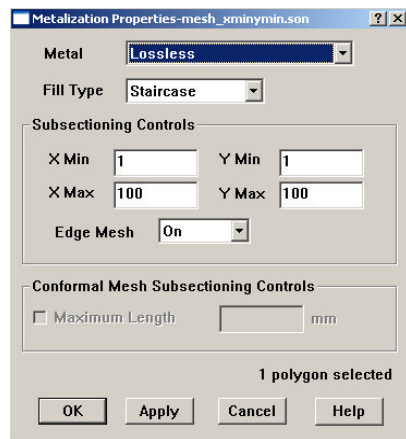 Metalization Properties-mesh_xminymin.son
Metal Lossless
Fill Type Staircase
Subsectioning Controls
X Min 1 Y Min 1
X Max 100 Y Max 100
Edge Mesh On
Conformal Mesh Subsectioning Controls
Maximum Length mm
1 polygon selected
OK Apply Cancel Help